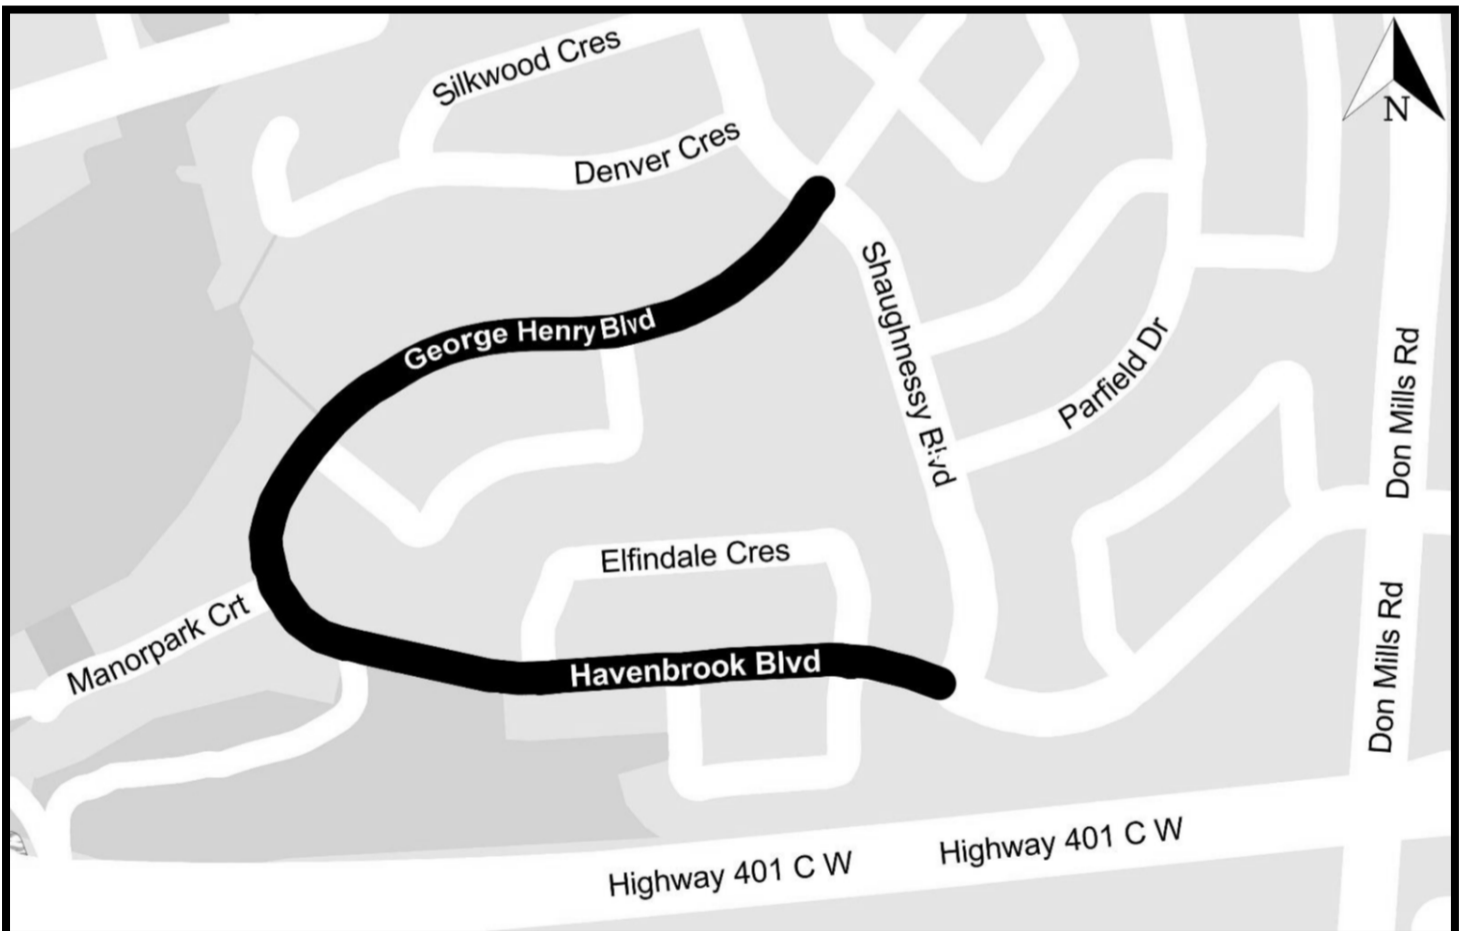 Silkwood Cres
N
Denver Cres
Shaughnessy Blvd
George Henry Blvd
Parfield Dr
Don Mills Rd
Elfindale Cres
Manorpark Crt
Havenbrook Blvd
Don Mills Rd
Highway 401 C W
Highway 401 C W